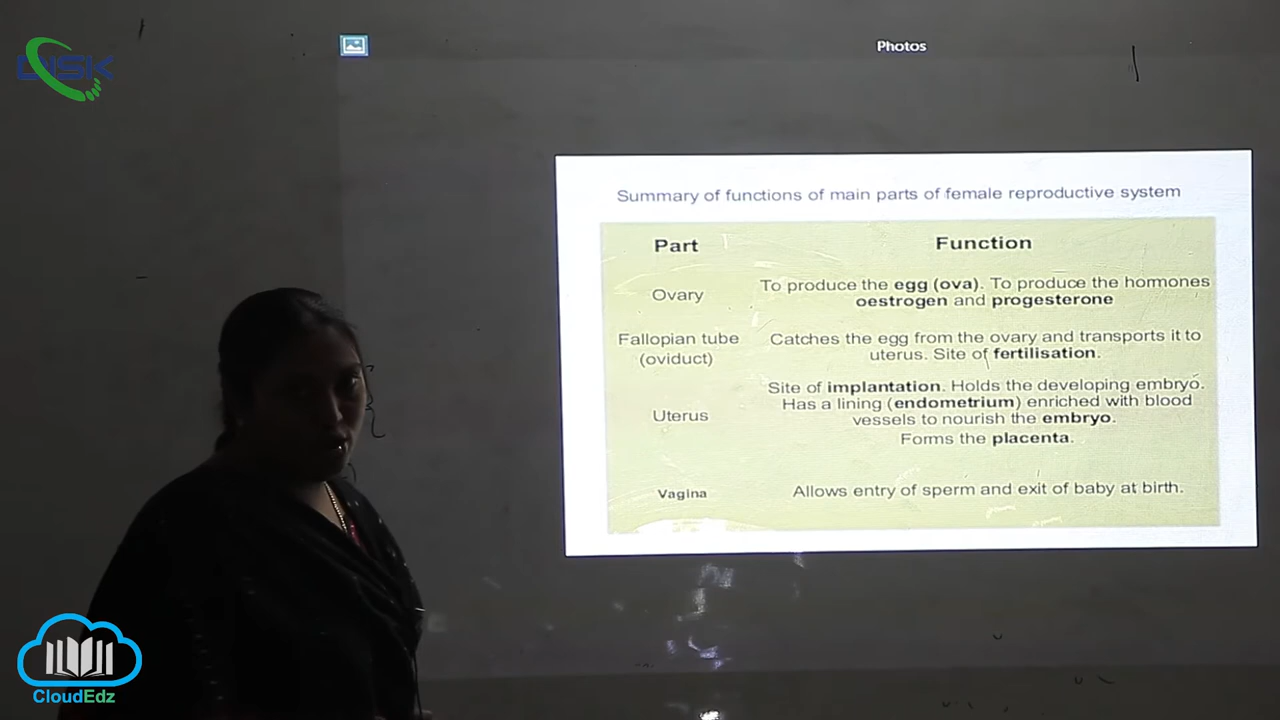 DISK
Photos
Summary of functions of main parts of female reproductive system
Part Function
Ovary
To produce the egg (ova). To produce the hormones
oestrogen and progesterone
Fallopian tube
(oviduct)
Catches the egg from the ovary and transports it to
uterus. Site of fertilisation.
Uterus
Site of implantation. Holds the developing embryo.
Has a lining (endometrium) enriched with blood
vessels to nourish the embryo.
Forms the placenta.
Vagina
Allows entry of sperm and exit of baby at birth.
CloudEdz